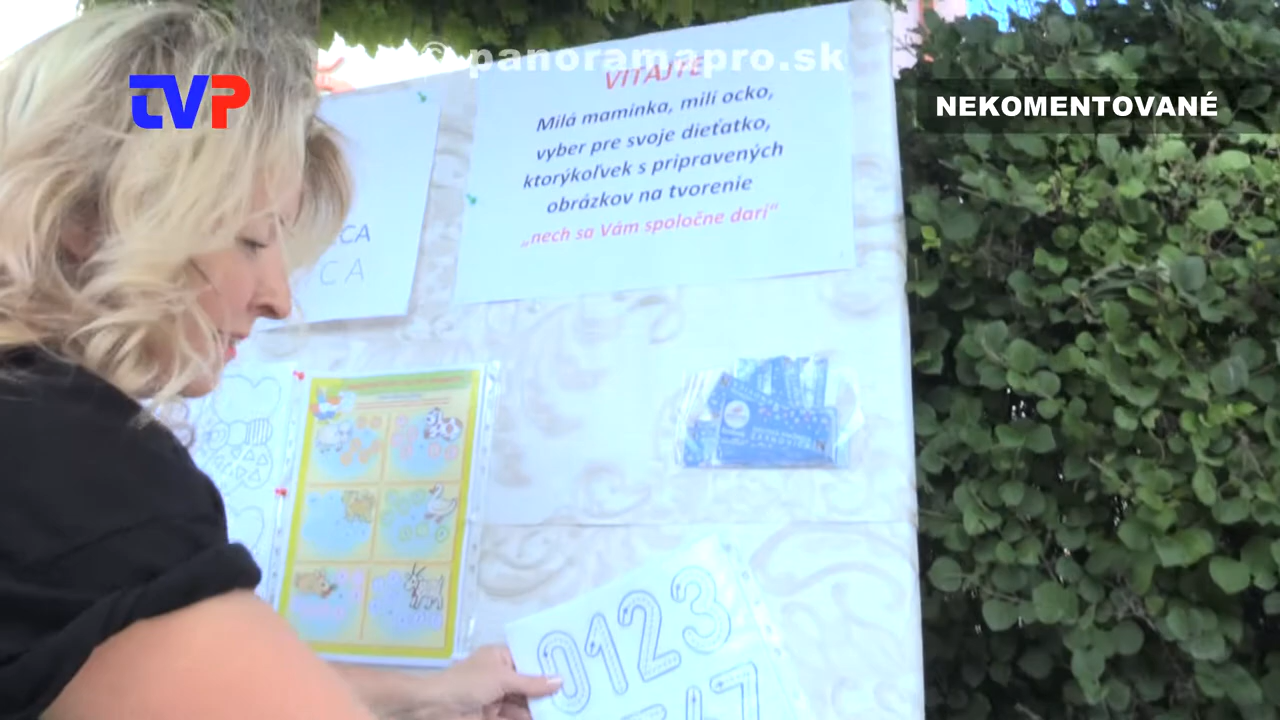 © panoramapro.sk
TVP
NEKOMENTOVANÉ
VITAJTE
Milá maminka, milí ocko,
vyber pre svoje dieťatko,
ktorýkoľvek s pripravených
obrázkov na tvorenie
„nech sa Vám spoločne darí“
CA
CA
0123